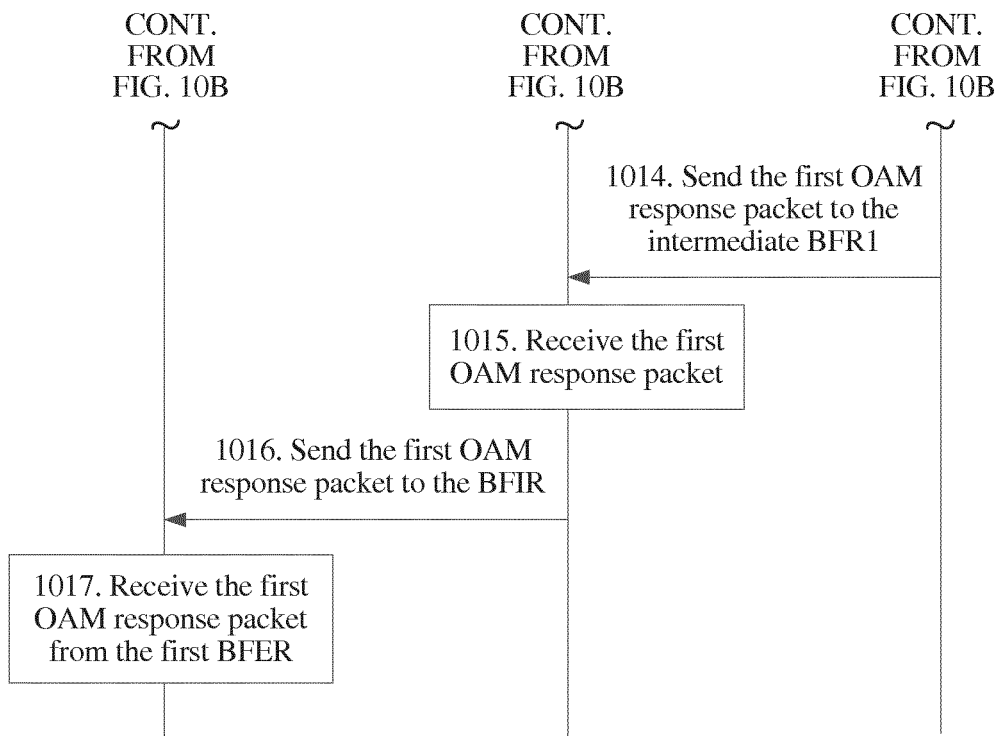 CONT.
FROM
FIG. 10B
CONT.
FROM
FIG. 10B
CONT.
FROM
FIG. 10B
1014. Send the first OAM
response packet to the
intermediate BFR1
1015. Receive the first
OAM response packet
1016. Send the first OAM
response packet to the BFIR
1017. Receive the first
OAM response packet
from the first BFER